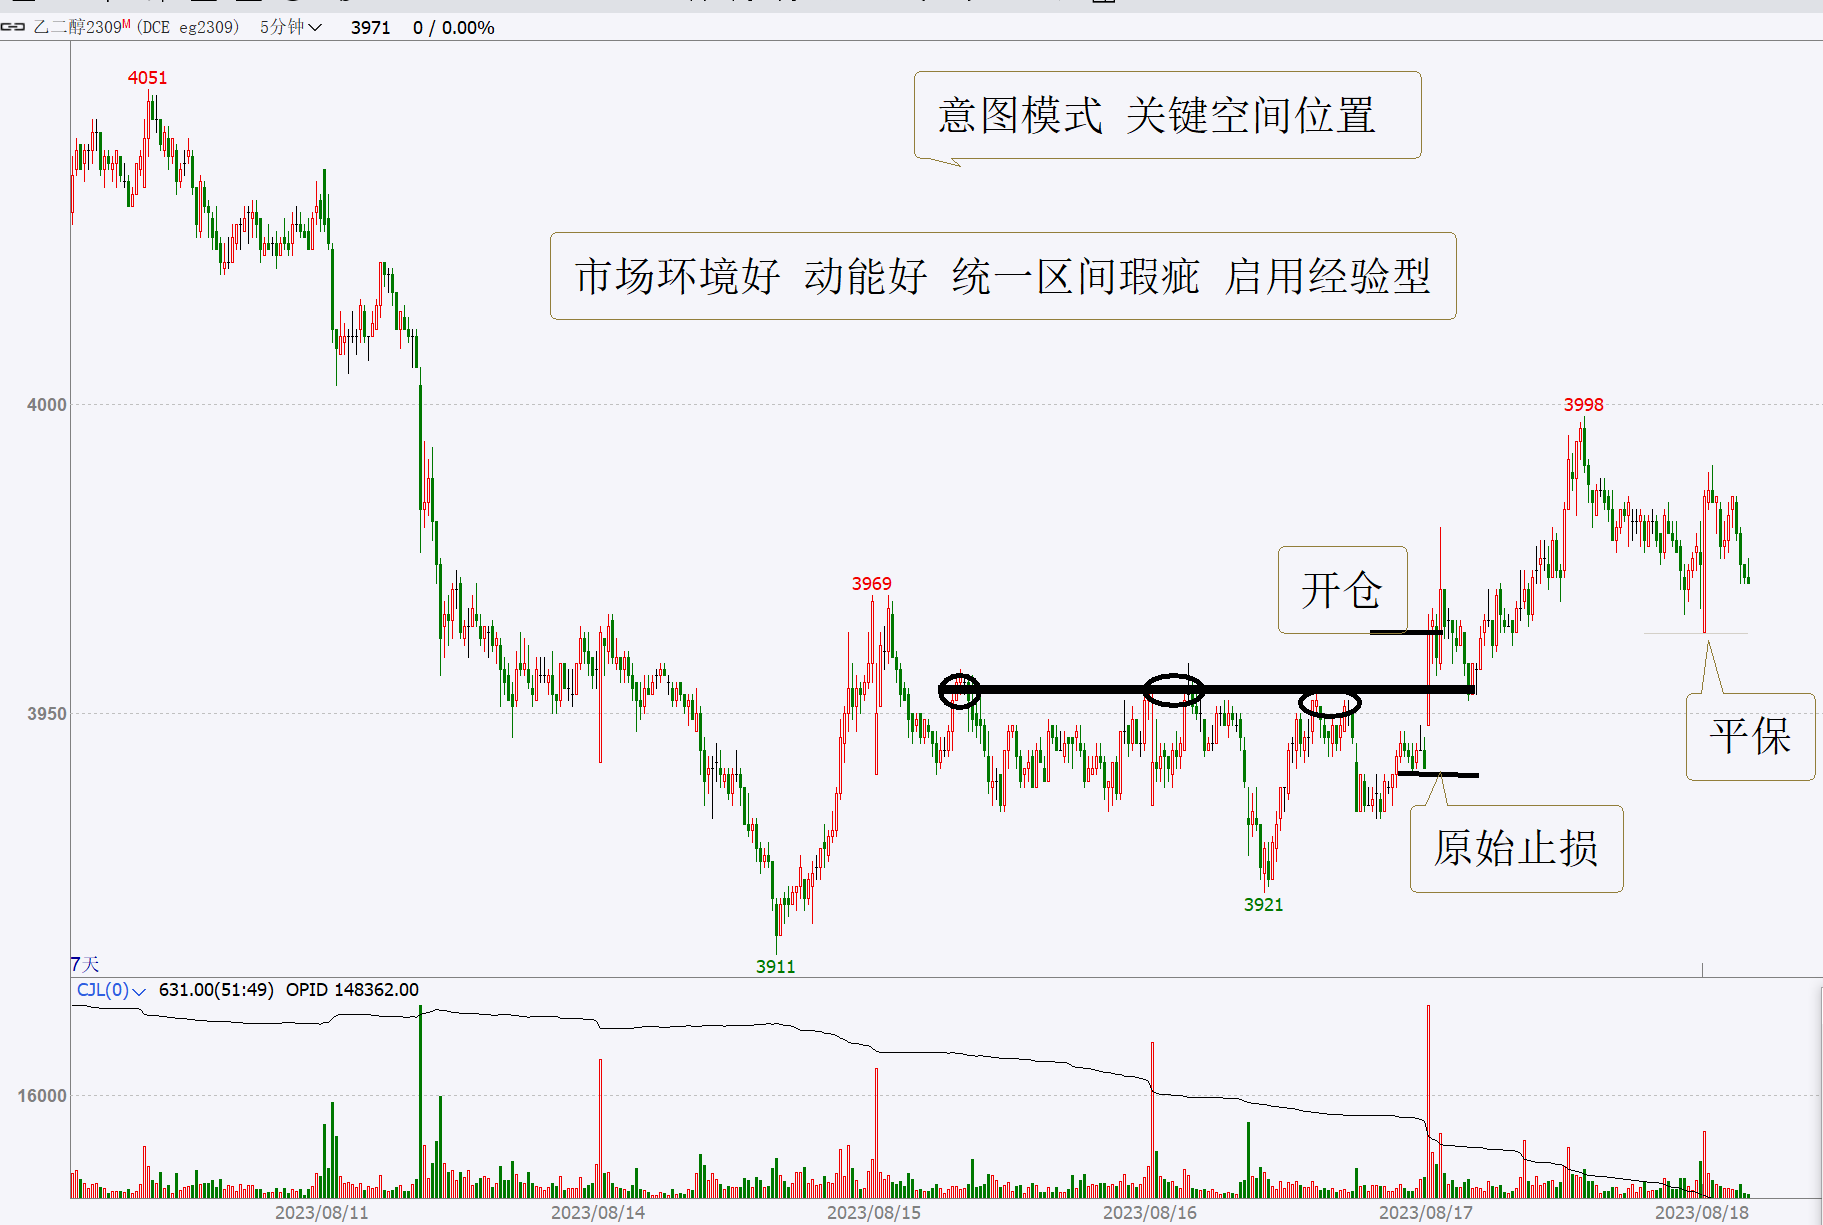 乙二醇2309ᴹ (DCE eg2309) 5分钟 3971 0 / 0.00%
4051
意图模式 关键空间位置
市场环境好 动能好 统一区间瑕疵 启用经验型
4000
3998
3969
开仓
3950
平保
原始止损
3921
3911
7天
CJL(0) 631.00(51:49) OPID 148362.00
16000
2023/08/11 2023/08/14 2023/08/15 2023/08/16 2023/08/17 2023/08/18